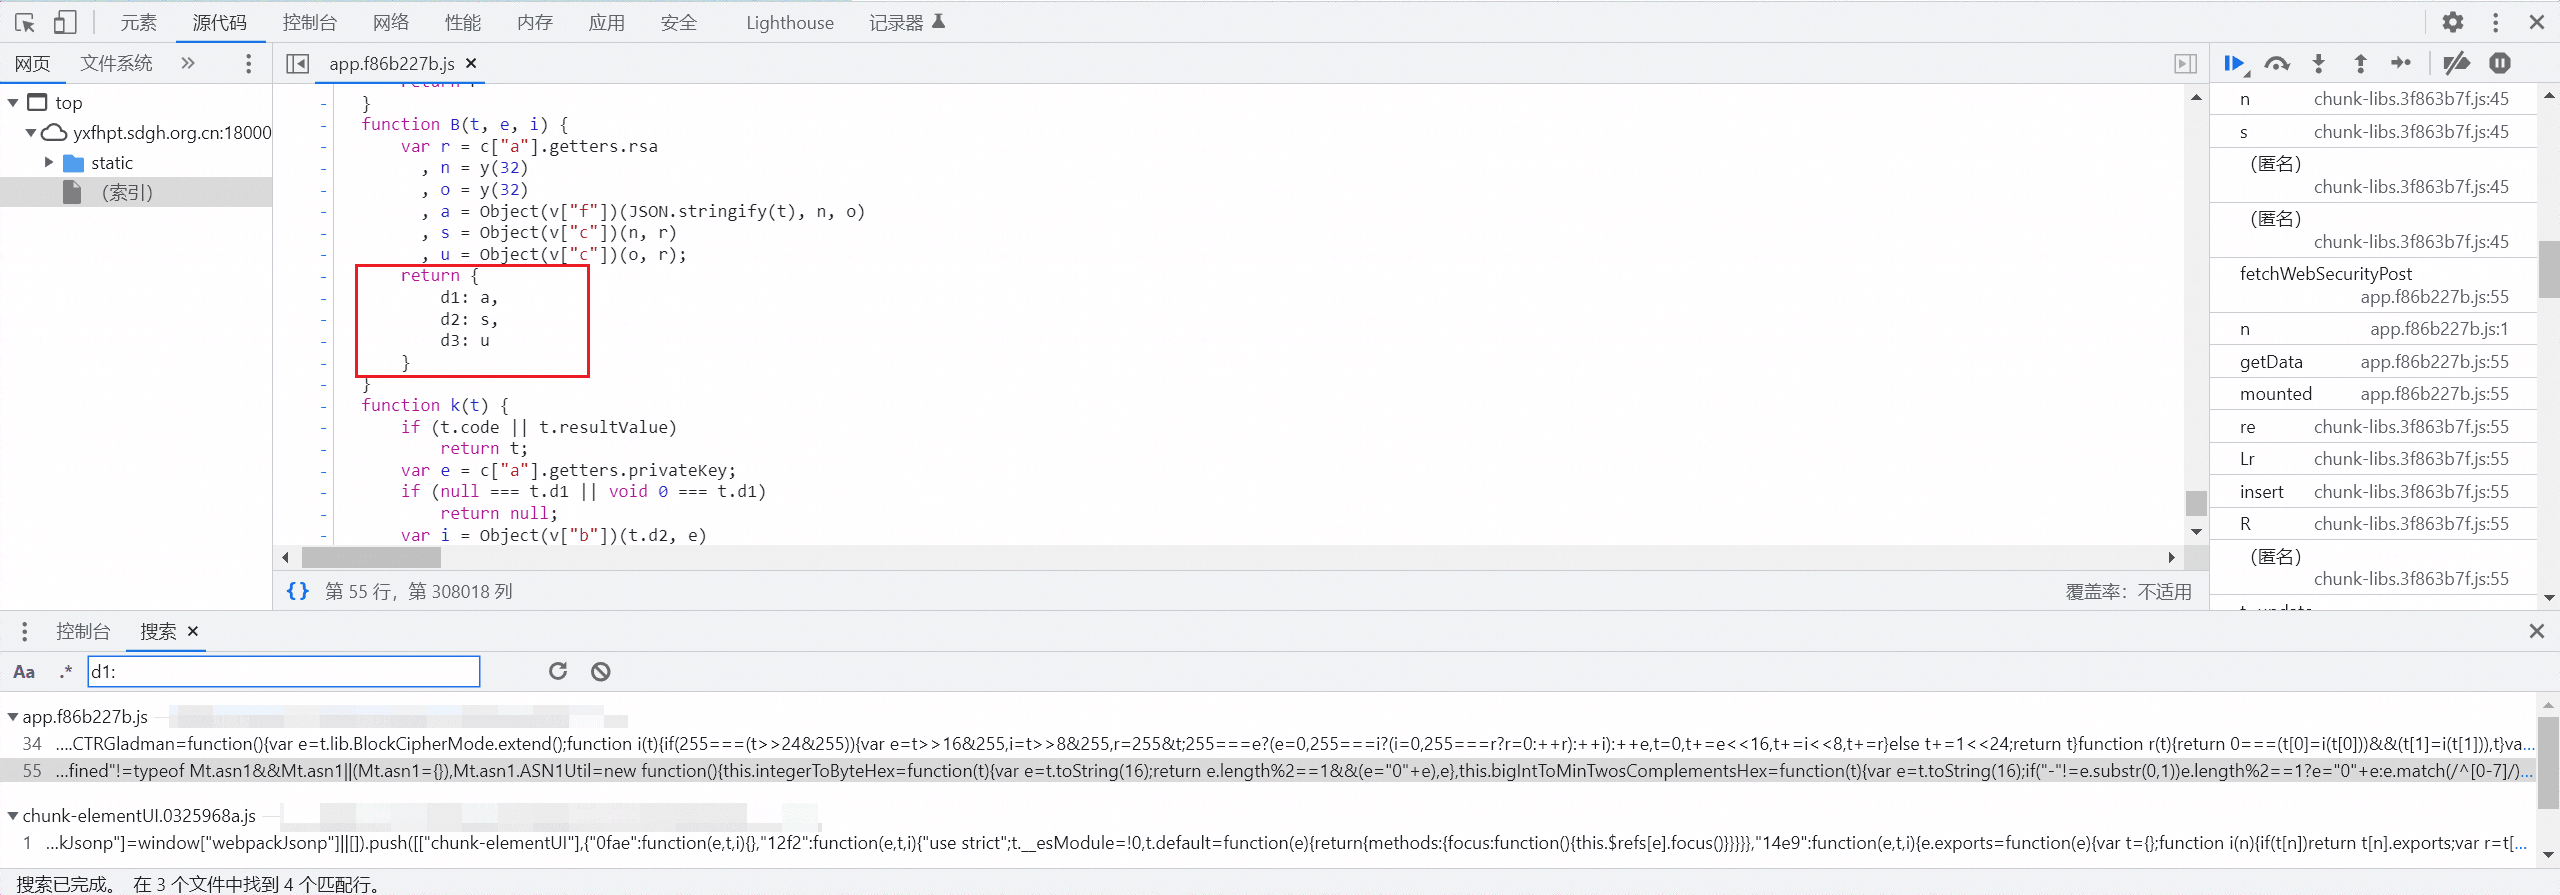 元素 源代码 控制台 网络 性能 内存 应用 安全 Lighthouse 记录器
网页 文件系统 »
app.f86b227b.js ×
top
yxfhpt.sdgh.org.cn:18000
static
（索引）
- }
- function B(t, e, i) {
- var r = c["a"].getters.rsa
- , n = y(32)
- , o = y(32)
- , a = Object(v["f"])(JSON.stringify(t), n, o)
- , s = Object(v["c"])(n, r)
- , u = Object(v["c"])(o, r);
- return {
- d1: a,
- d2: s,
- d3: u
- }
- }
- function k(t) {
- if (t.code || t.resultValue)
- return t;
- var e = c["a"].getters.privateKey;
- if (null === t.d1 || void 0 === t.d1)
- return null;
- var i = Object(v["b"])(t.d2, e)
{} 第 55 行，第 308018 列
覆盖率：不适用
n chunk-libs.3f863b7f.js:45
s chunk-libs.3f863b7f.js:45
（匿名）
chunk-libs.3f863b7f.js:45
（匿名）
chunk-libs.3f863b7f.js:45
fetchWebSecurityPost
app.f86b227b.js:55
n app.f86b227b.js:1
getData app.f86b227b.js:55
mounted app.f86b227b.js:55
re chunk-libs.3f863b7f.js:55
Lr chunk-libs.3f863b7f.js:55
insert chunk-libs.3f863b7f.js:55
R chunk-libs.3f863b7f.js:55
（匿名）
chunk-libs.3f863b7f.js:55
控制台 搜索 ×
Aa .* d1:
app.f86b227b.js —
34 ....CTRGladman=function(){var e=t.lib.BlockCipherMode.extend();function i(t){if(255===(t>>24&255)){var e=t>>16&255,i=t>>8&255,r=255&t;255===e?(e=0,255===i?(i=0,255===r?r=0:++r):++i):++e,t=0,t+=e<<16,t+=i<<8,t+=r}else t+=1<<24;return t}function r(t){return 0===(t[0]=i(t[0]))&&(t[1]=i(t[1])),t}va...
55 ...fined"!=typeof Mt.asn1&&Mt.asn1||(Mt.asn1={}),Mt.asn1.ASN1Util=new function(){this.integerToByteHex=function(t){var e=t.toString(16);return e.length%2==1&&(e="0"+e),e},this.bigIntToMinTwosComplementsHex=function(t){var e=t.toString(16);if("-"!=e.substr(0,1))e.length%2==1?e="0"+e:e.match(/^[0-7]/)...
chunk-elementUI.0325968a.js —
1 ...kJsonp"]=window["webpackJsonp"]||[]).push([["chunk-elementUI"],{"0fae":function(e,t,i){},"12f2":function(e,t,i){"use strict";t.__esModule=!0,t.default=function(e){return{methods:{focus:function(){this.$refs[e].focus()}}}}},"14e9":function(e,t,i){e.exports=function(e){var t={};function i(n){if(t[n])return t[n].exports;var r=t[...
搜索已完成。 在 3 个文件中找到 4 个匹配行。